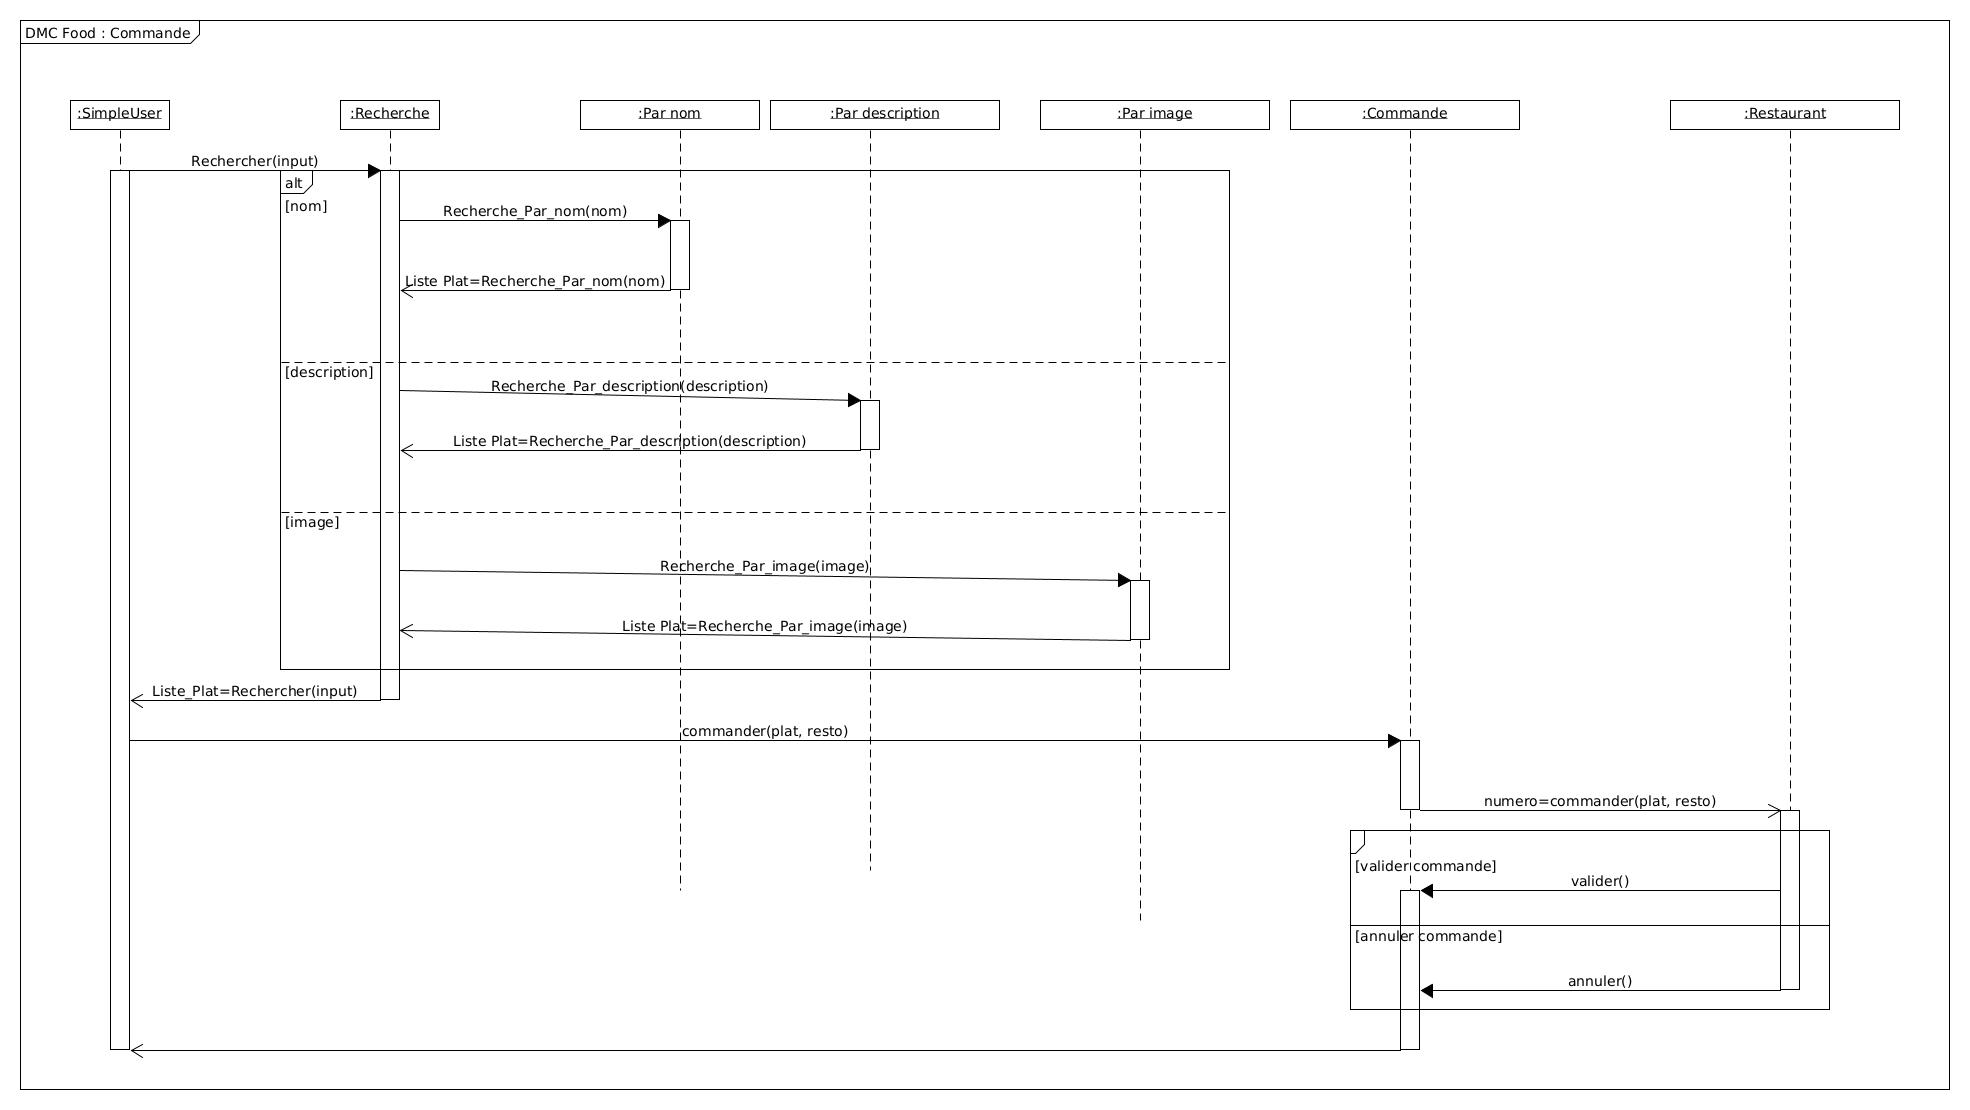 DMC Food : Commande
:SimpleUser
:Recherche
:Par nom
:Par description
:Par image
:Commande
:Restaurant
Rechercher(input)
alt
[nom]
Recherche_Par_nom(nom)
Liste Plat=Recherche_Par_nom(nom)
[description]
Recherche_Par_description(description)
Liste Plat=Recherche_Par_description(description)
[image]
Recherche_Par_image(image)
Liste Plat=Recherche_Par_image(image)
Liste_Plat=Rechercher(input)
commander(plat, resto)
numero=commander(plat, resto)
[valider commande]
valider()
[annuler commande]
annuler()